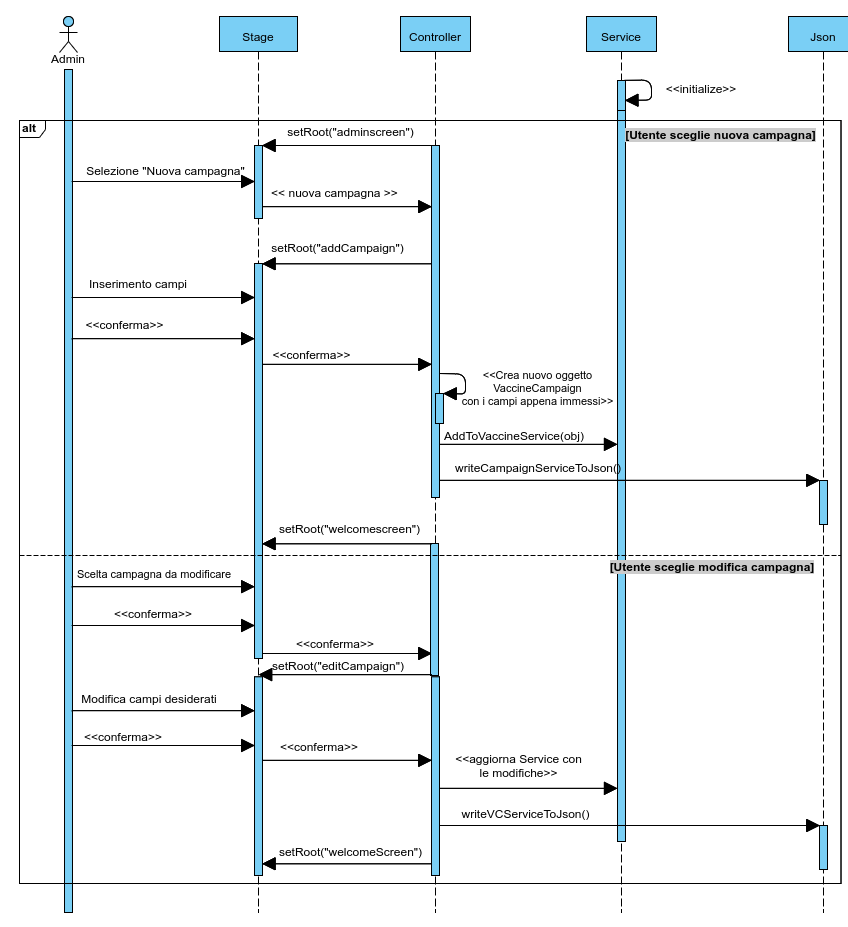 Admin
Stage
Controller
Service
Json
<<initialize>>
alt
[Utente sceglie nuova campagna]
setRoot("adminscreen")
Selezione "Nuova campagna"
<< nuova campagna >>
setRoot("addCampaign")
Inserimento campi
<<conferma>>
<<conferma>>
<<Crea nuovo oggetto
VaccineCampaign
con i campi appena immessi>>
AddToVaccineService(obj)
writeCampaignServiceToJson()
setRoot("welcomescreen")
[Utente sceglie modifica campagna]
Scelta campagna da modificare
<<conferma>>
<<conferma>>
setRoot("editCampaign")
Modifica campi desiderati
<<conferma>>
<<conferma>>
<<aggiorna Service con
le modifiche>>
writeVCServiceToJson()
setRoot("welcomeScreen")